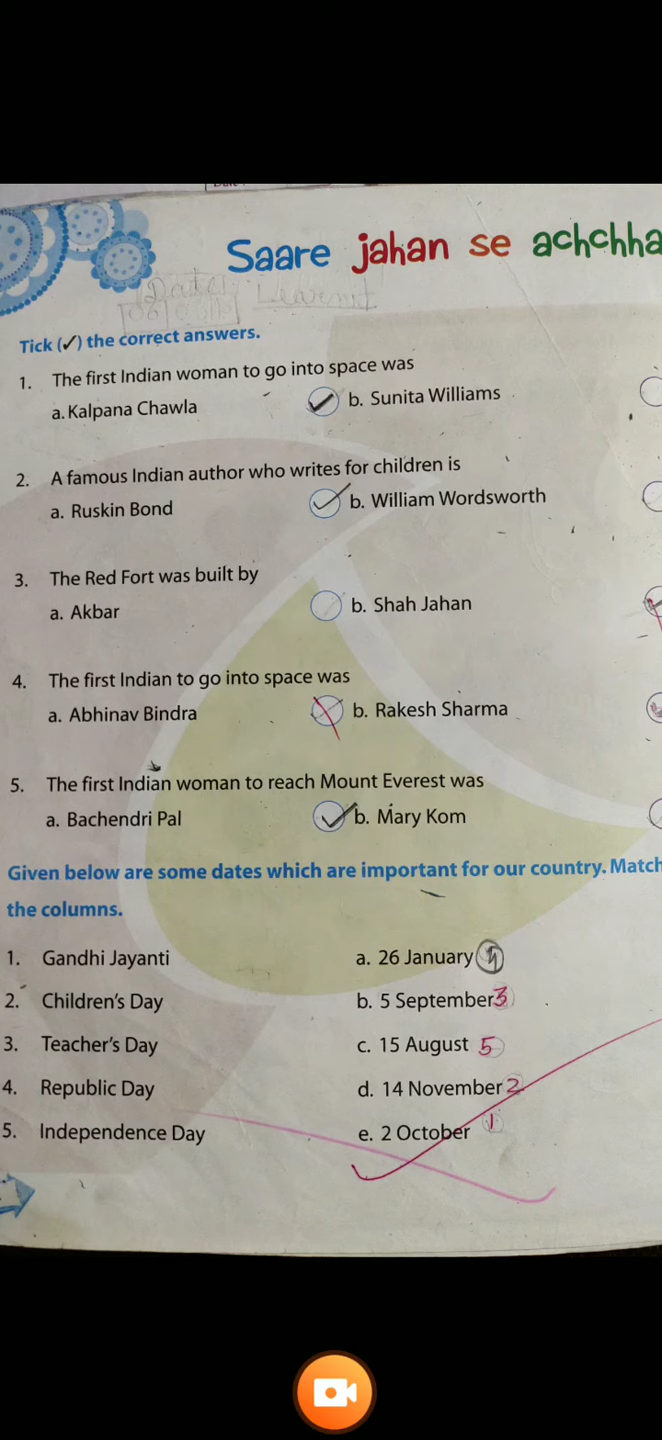 Saare jahan se achchha
Date: Learnt
Tick (✓) the correct answers.
1. The first Indian woman to go into space was
a. Kalpana Chawla b. Sunita Williams
2. A famous Indian author who writes for children is
a. Ruskin Bond b. William Wordsworth
3. The Red Fort was built by
a. Akbar b. Shah Jahan
4. The first Indian to go into space was
a. Abhinav Bindra b. Rakesh Sharma
5. The first Indian woman to reach Mount Everest was
a. Bachendri Pal b. Mary Kom
Given below are some dates which are important for our country. Match
the columns.
1. Gandhi Jayanti a. 26 January
2. Children's Day b. 5 September 3
3. Teacher's Day c. 15 August 5
4. Republic Day d. 14 November 2
5. Independence Day e. 2 October 1